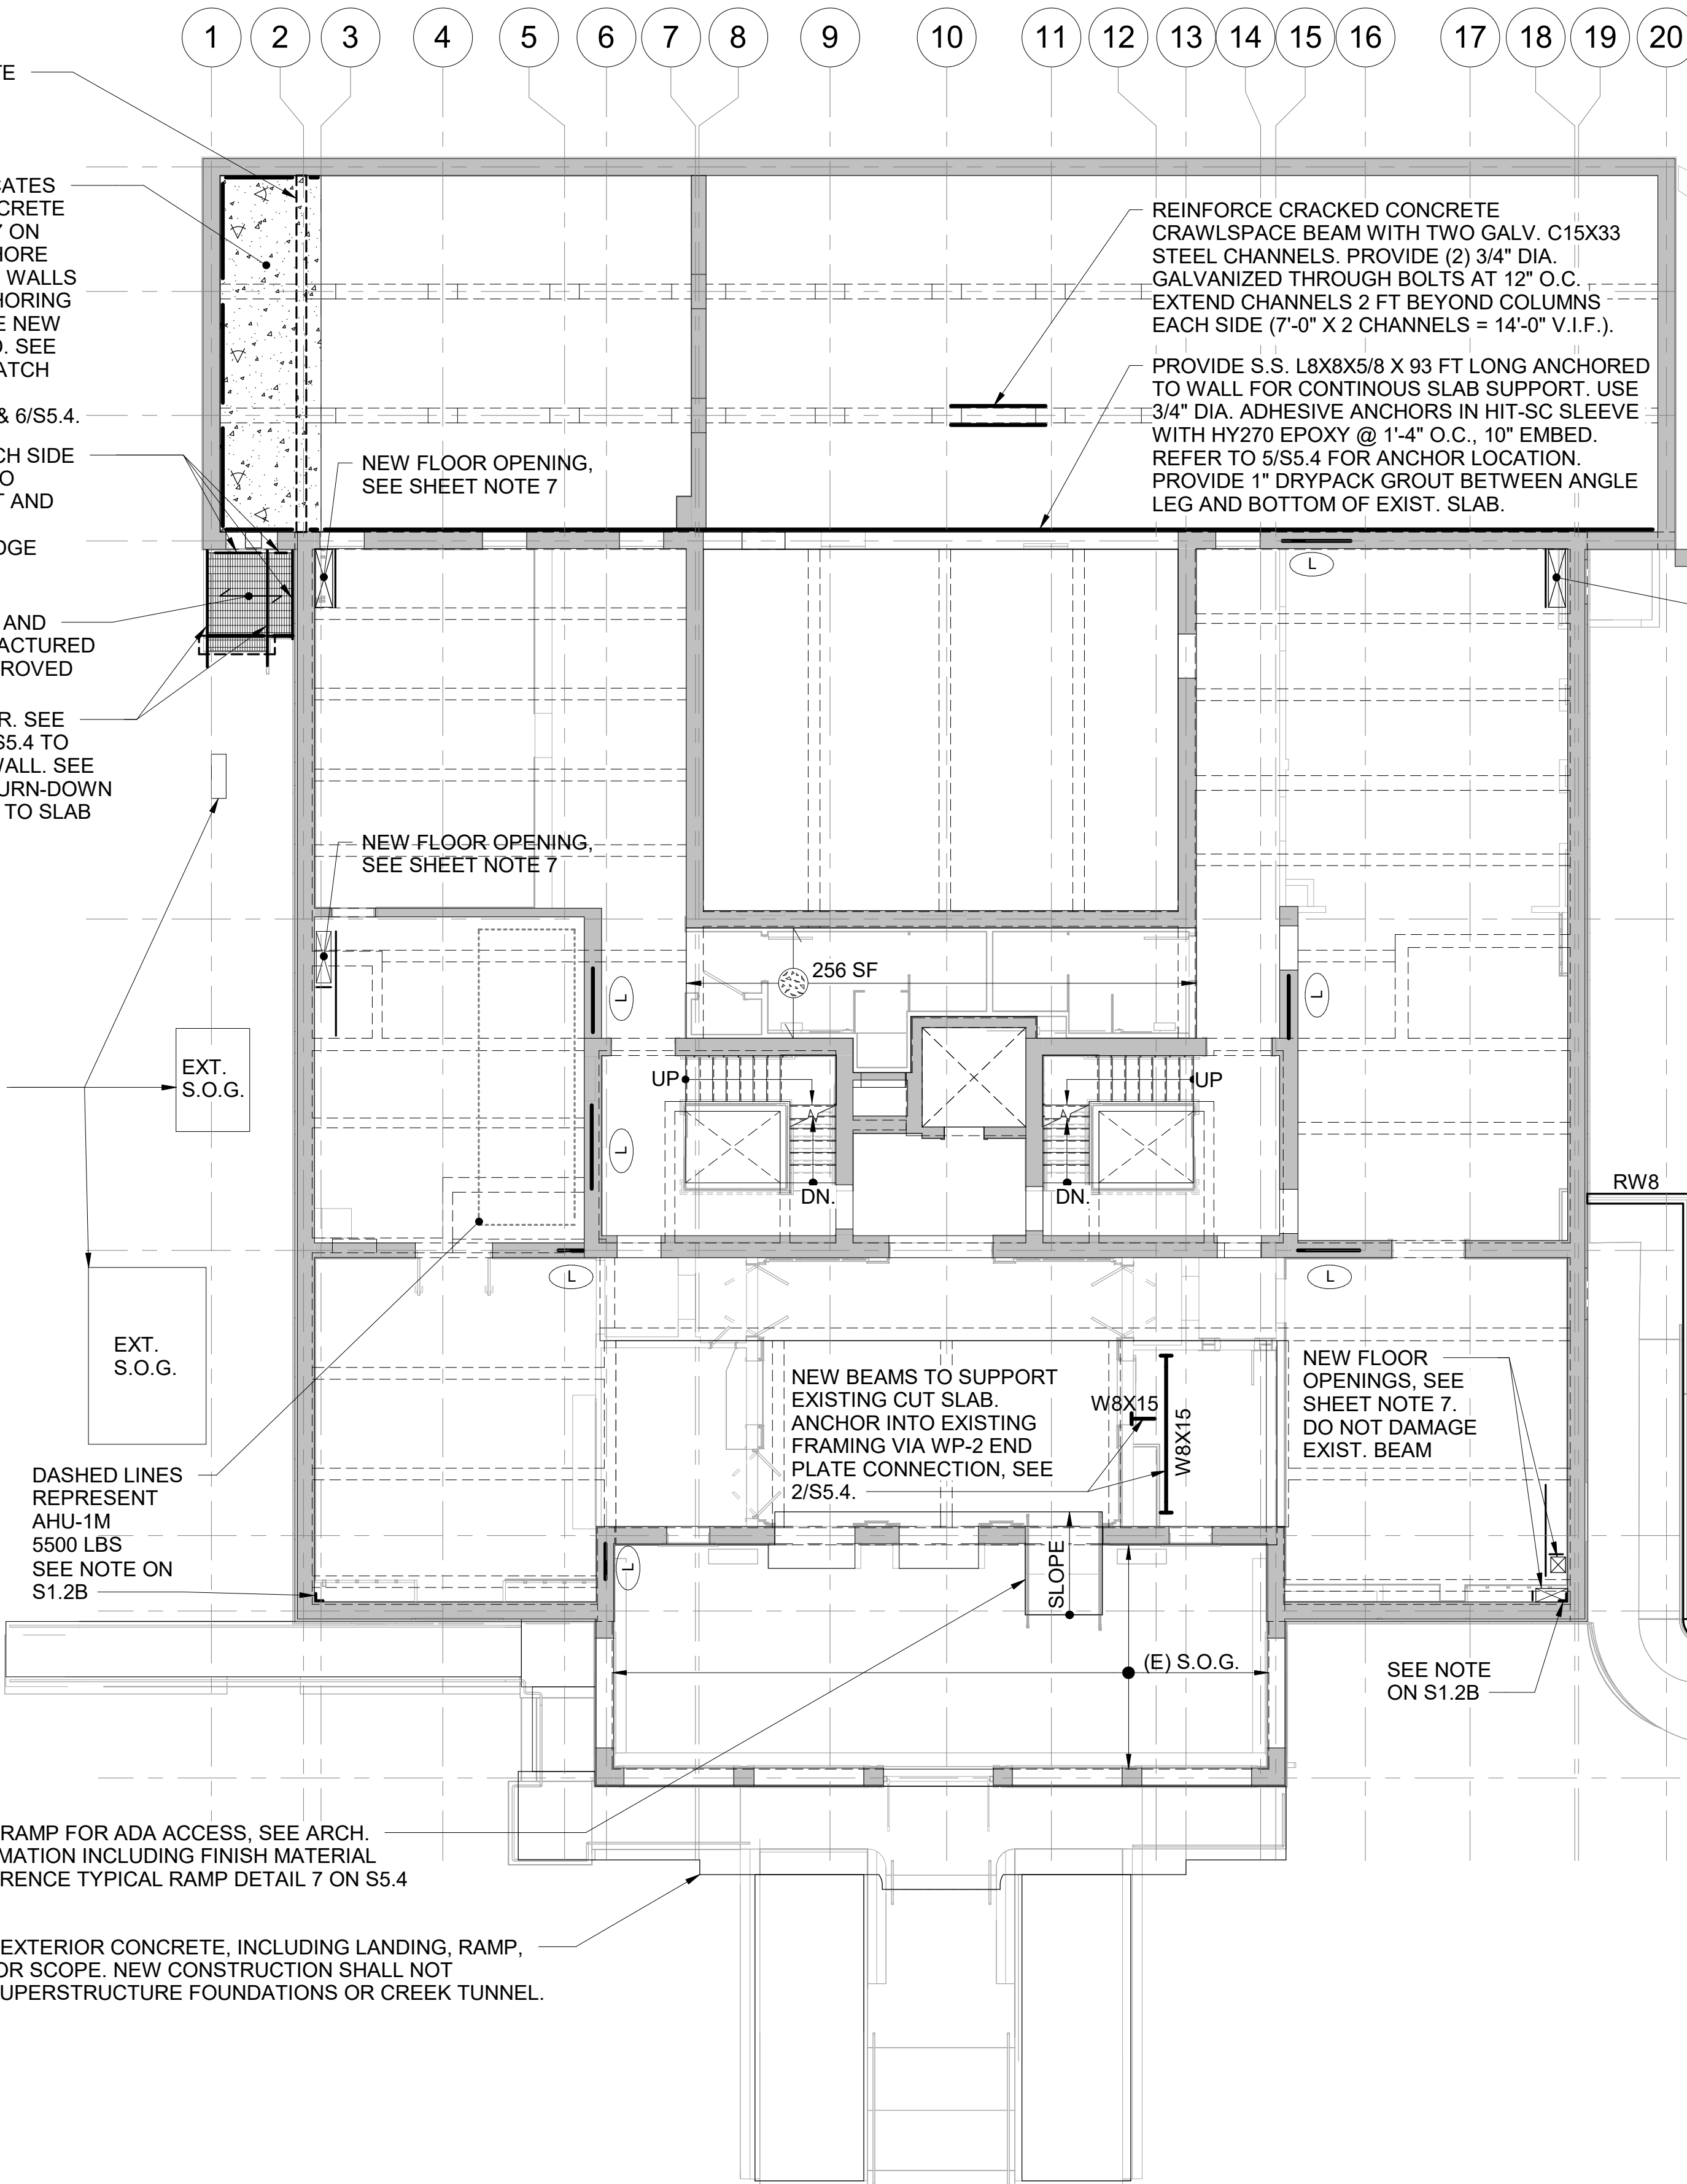 1 2 3 4 5 6 7 8 9 10 11 12 13 14 15 16 17 18 19 20
TE
CATES
CRETE
Y ON
HORE
WALLS
HORING
E NEW
O. SEE
ATCH
& 6/S5.4.
CH SIDE
TO
T AND
DGE
AND
ACTURED
ROVED
R. SEE
S5.4 TO
WALL. SEE
URN-DOWN
TO SLAB
REINFORCE CRACKED CONCRETE
CRAWLSPACE BEAM WITH TWO GALV. C15X33
STEEL CHANNELS. PROVIDE (2) 3/4" DIA.
GALVANIZED THROUGH BOLTS AT 12" O.C.
EXTEND CHANNELS 2 FT BEYOND COLUMNS
EACH SIDE (7'-0" X 2 CHANNELS = 14'-0" V.I.F.).
PROVIDE S.S. L8X8X5/8 X 93 FT LONG ANCHORED
TO WALL FOR CONTINOUS SLAB SUPPORT. USE
3/4" DIA. ADHESIVE ANCHORS IN HIT-SC SLEEVE
WITH HY270 EPOXY @ 1'-4" O.C., 10" EMBED.
REFER TO 5/S5.4 FOR ANCHOR LOCATION.
PROVIDE 1" DRYPACK GROUT BETWEEN ANGLE
LEG AND BOTTOM OF EXIST. SLAB.
NEW FLOOR OPENING,
SEE SHEET NOTE 7
L
NEW FLOOR OPENING,
SEE SHEET NOTE 7
256 SF
L
L
EXT.
S.O.G.
UP
UP
L
DN.
DN.
RW8
L
L
EXT.
S.O.G.
NEW BEAMS TO SUPPORT
EXISTING CUT SLAB.
ANCHOR INTO EXISTING
FRAMING VIA WP-2 END
PLATE CONNECTION, SEE
2/S5.4.
W8X15
W8X15
NEW FLOOR
OPENINGS, SEE
SHEET NOTE 7.
DO NOT DAMAGE
EXIST. BEAM
DASHED LINES
REPRESENT
AHU-1M
5500 LBS
SEE NOTE ON
S1.2B
L
SLOPE
(E) S.O.G.
SEE NOTE
ON S1.2B
RAMP FOR ADA ACCESS, SEE ARCH.
MATION INCLUDING FINISH MATERIAL
RENCE TYPICAL RAMP DETAIL 7 ON S5.4
EXTERIOR CONCRETE, INCLUDING LANDING, RAMP,
OR SCOPE. NEW CONSTRUCTION SHALL NOT
UPERSTRUCTURE FOUNDATIONS OR CREEK TUNNEL.